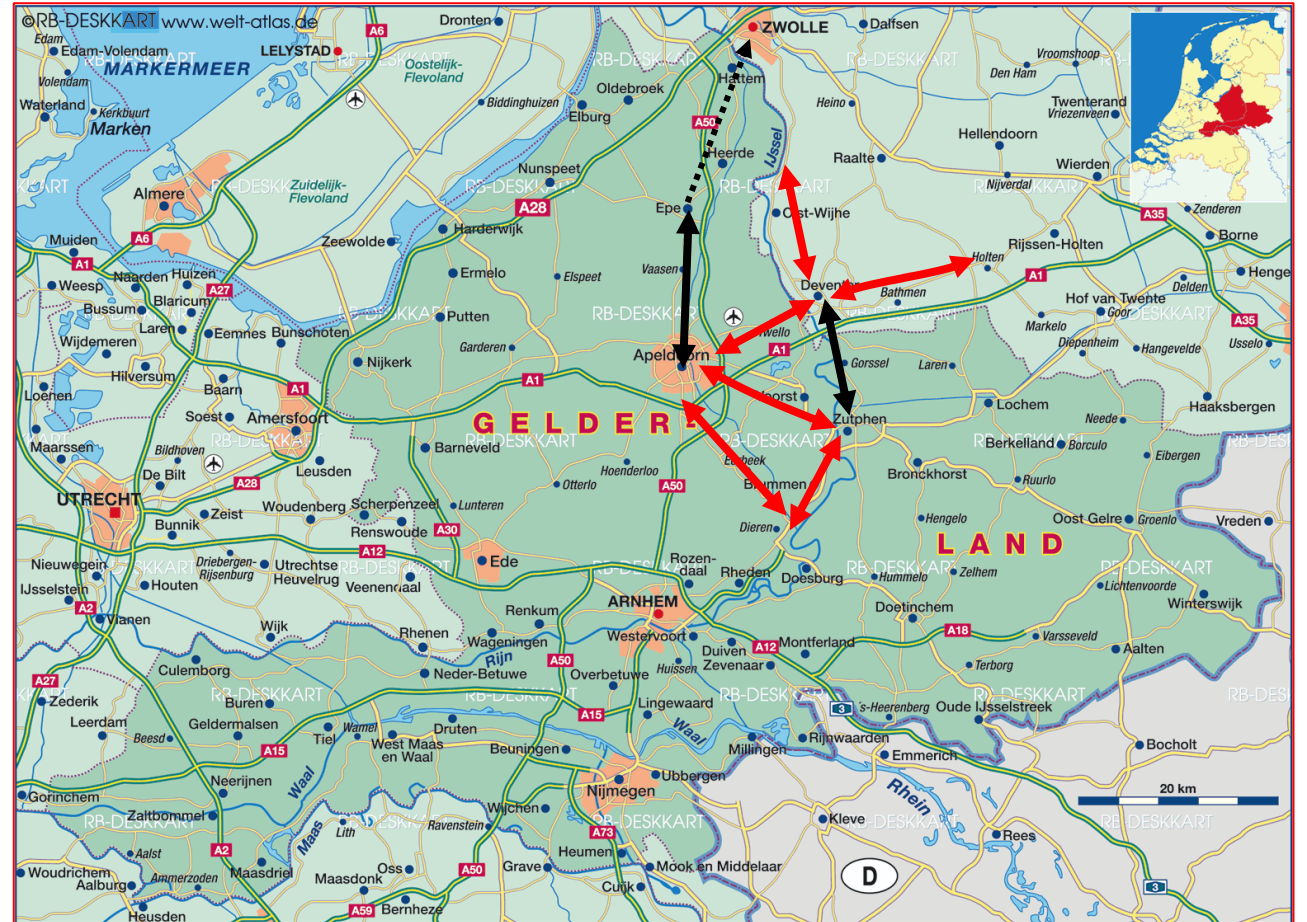 ©RB-DESKKART www.welt-atlas.de
Dronten
A6
ZWOLLE
Dalfsen
Edam
Edam-Volendam
LELYSTAD
MARKERMEER
Oostelijk-
Flevoland
Hattem
Vroomshoop
Den Ham
Volendam
Waterland
Kerkbuurt
Marken
Biddinghuizen
Oldebroek
Elburg
A50
Heino
Twenterand
Vriezenveen
Hellendoorn
IJssel
Heerde
Raalte
Wierden
Nijverdal
Nunspeet
Zuidelijk-
Flevoland
Almere
Epe
A28
A35
Zenderen
Borne
Harderwijk
Zeewolde
A6
Muiden
A1
Rijssen-Holten
Holten
Vaasen
Elspeet
Ermelo
Weesp
Naarden
Huizen
A27
Blaricum
Bussum
Laren
Eemnes
Bunschoten
Putten
Bathmen
A1
Delden
Hof van Twente
Goor
A35
Markelo
Diepenheim
Hangevelde
Usselo
Wijdemeren
Garderen
Nijkerk
Apeldoorn
A1
Gorssel
Laren
Hilversum
Baarn
Loenen
A1
A1
Soest
Amersfoort
GELDER-
Zutphen
Lochem
Neede
Haaksbergen
Maarssen
Bildhoven
De Bilt
Leusden
Barneveld
Hoenderloo
Otterlo
Berkelland
Borculo
Eibergen
Bronckhorst
Ruurlo
A28
A50
UTRECHT
Zeist
Woudenberg
Scherpenzeel
Renswoude
Lunteren
Bunnik
A30
A12
Dieren
Hengelo
Oost Gelre
Groenlo
Vreden
LAND
Nieuwegein
Driebergen-
Rijsenburg
Utrechtse
Heuvelrug
Veenendaal
Ede
Rozen-
daal
Rheden
Doesburg
Hummelo
Zelhem
Lichtenvoorde
Winterswijk
IJsselstein
Houten
A2
Vianen
Wijk
Rhenen
Renkum
ARNHEM
Wageningen
Westervoort
Doetinchem
A18
Varsseveld
Aalten
Rijn
A50
Huissen
Duiven
Zevenaar
A12
Montferland
Terborg
Culemborg
Neder-Betuwe
Overbetuwe
A27
Zederik
Buren
Leerdam
Geldermalsen
Beesd
Tiel
Wamel
Druten
West Maas
en Waal
A15
A15
Lingewaard
Waal
3
's-Heerenberg
Oude IJsselstreek
Beuningen
Millingen
Rijnwaarden
Emmerich
Bocholt
Neerijnen
Waal
Ubbergen
Nijmegen
Rhein
20 km
Gorinchem
Zaltbommel
Wijchen
Maas
Lith
Ravenstein
A73
Kleve
Rees
A2
Aalst
Woudrichem
Aalburg
Ammerzoden
Maasdriel
Maasdonk
Oss
A50
Grave
Heumen
Mook en Middelaar
Cuijk
D
3
Heusden
A59
Bernheze